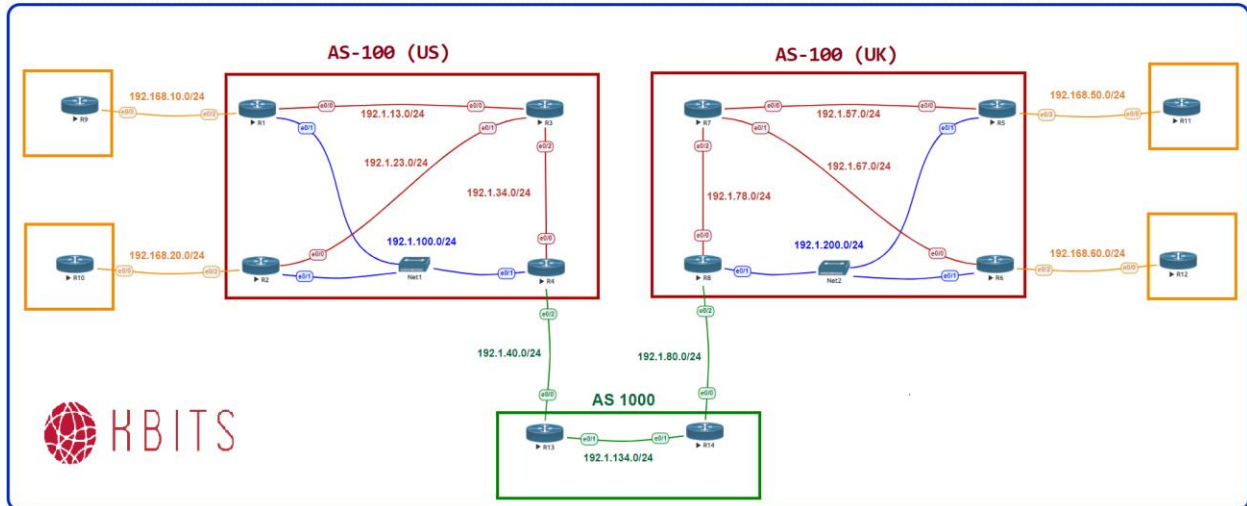 AS-100 (US)
AS-100 (UK)
192.168.10.0/24
e0/0
e0/2
▶ R9
▶ R1
e0/0
e0/0
192.1.13.0/24
▶ R3
e0/1
e0/1
e0/2
192.1.23.0/24
192.1.34.0/24
192.168.20.0/24
e0/0
e0/2
▶ R10
▶ R2
e0/0
e0/1
192.1.100.0/24
Net1
e0/1
e0/0
▶ R4
e0/2
▶ R7
e0/0
e0/0
192.1.57.0/24
▶ R5
e0/1
e0/1
e0/2
192.1.67.0/24
192.1.78.0/24
192.168.50.0/24
e0/2
e0/0
▶ R11
e0/0
▶ R8
e0/1
192.1.200.0/24
Net2
e0/1
e0/0
▶ R6
192.168.60.0/24
e0/2
e0/0
▶ R12
e0/2
192.1.40.0/24
192.1.80.0/24
e0/0
e0/0
AS 1000
▶ R13
e0/1
e0/1
▶ R14
192.1.134.0/24
KBITS